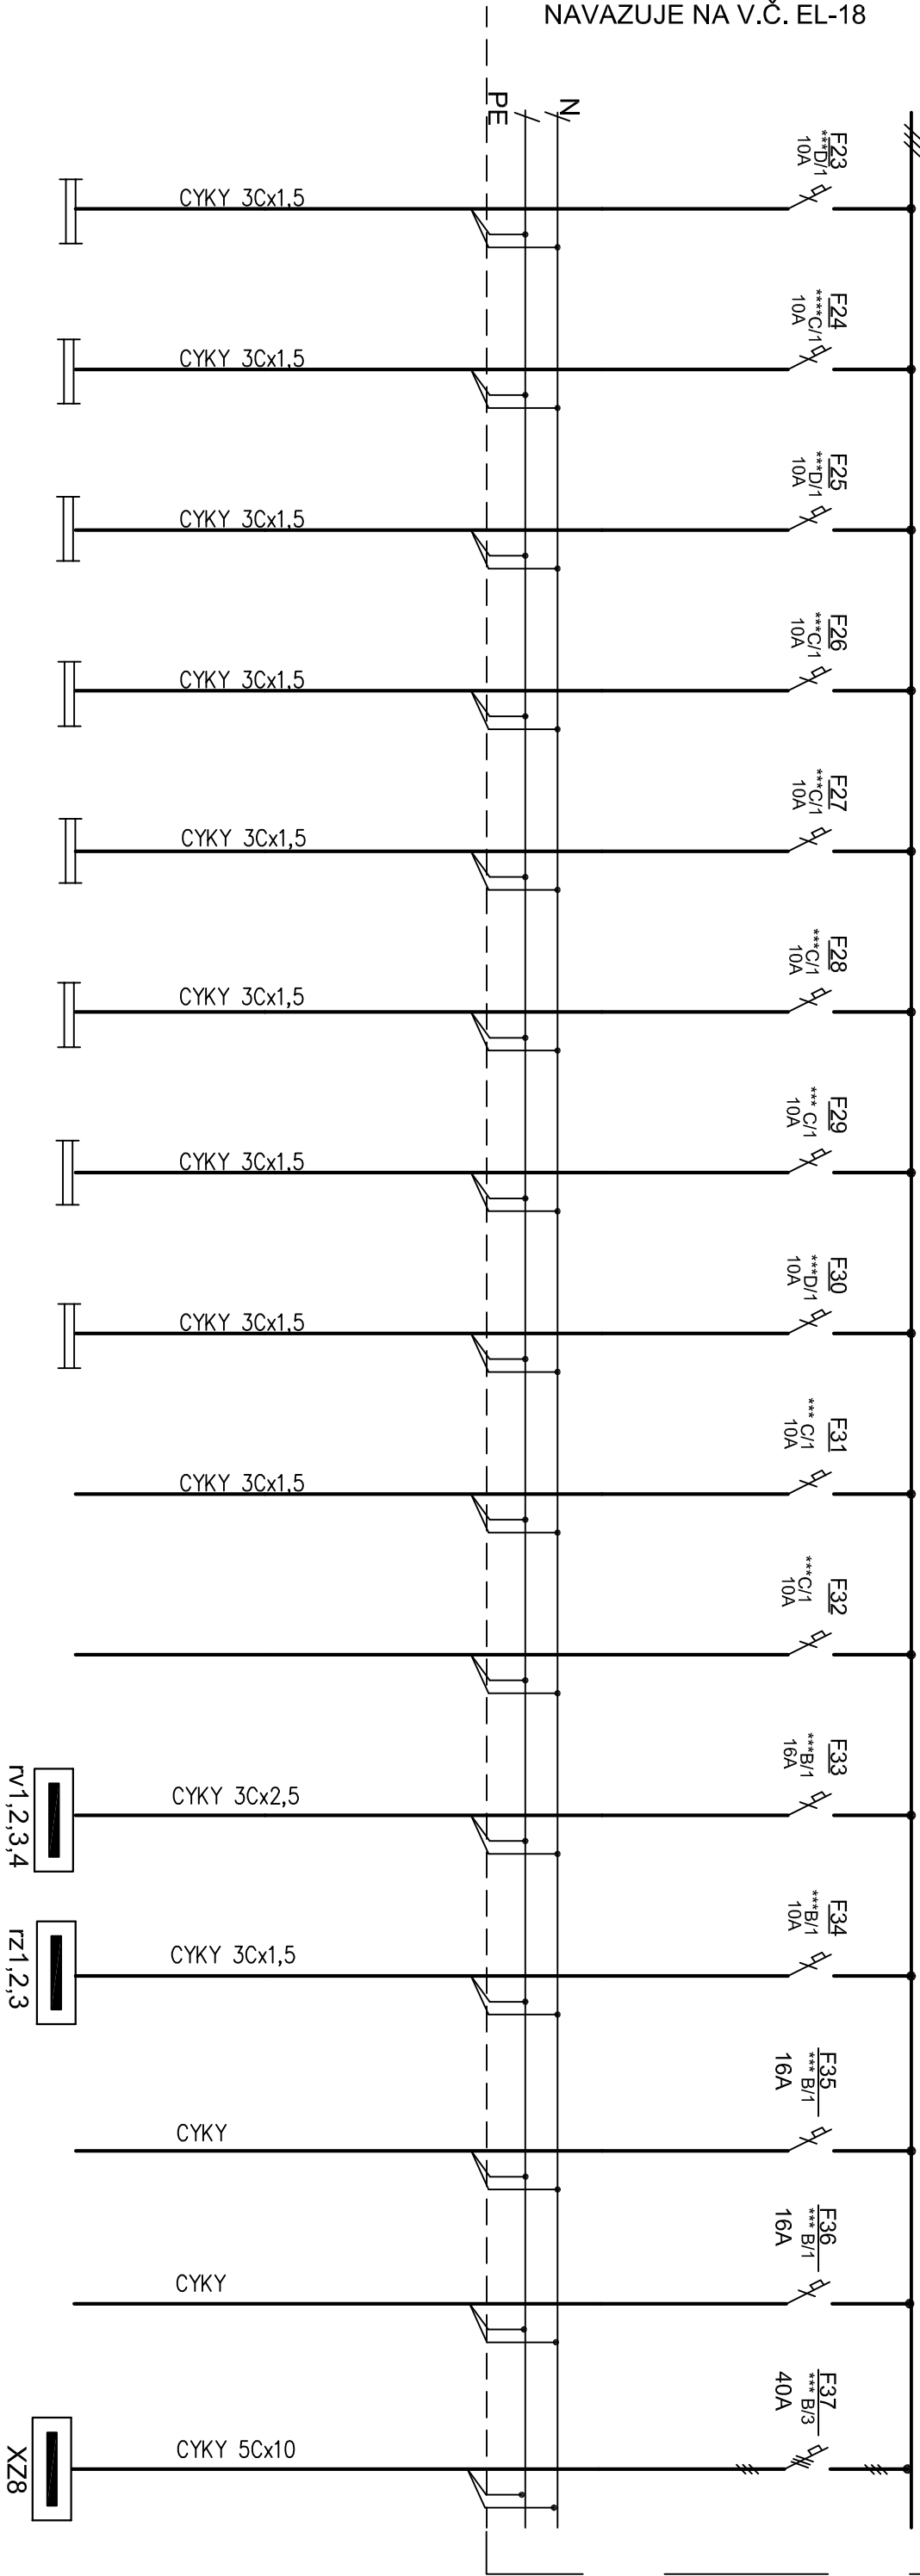 NAVAZUJE NA V.Č. EL-18
PE
N
F23
***D/1
10A
CYKY 3Cx1,5
F24
****C/1
10A
CYKY 3Cx1,5
F25
***D/1
10A
CYKY 3Cx1,5
F26
***C/1
10A
CYKY 3Cx1,5
F27
***C/1
10A
CYKY 3Cx1,5
F28
***C/1
10A
CYKY 3Cx1,5
F29
*** C/1
10A
CYKY 3Cx1,5
F30
***D/1
10A
CYKY 3Cx1,5
F31
*** C/1
10A
CYKY 3Cx1,5
F32
***C/1
10A
F33
***B/1
16A
CYKY 3Cx2,5
rv1,2,3,4
F34
***B/1
10A
CYKY 3Cx1,5
rz1,2,3
F35
*** B/1
16A
CYKY
F36
*** B/1
16A
CYKY
F37
*** B/3
40A
CYKY 5Cx10
XZ8